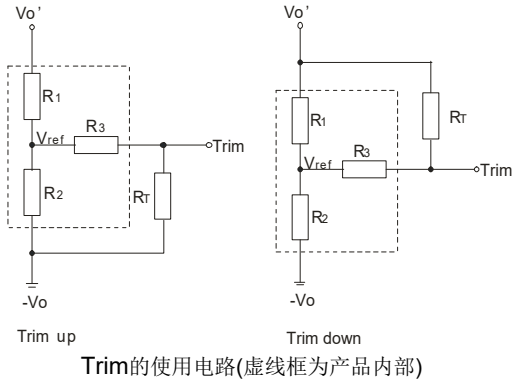 Vo' Vo'
R1 R1 RT
Vref R3 Trim
Vref R3 Trim
R2 RT R2
-Vo -Vo
Trim up Trim down
Trim的使用电路(虚线框为产品内部)